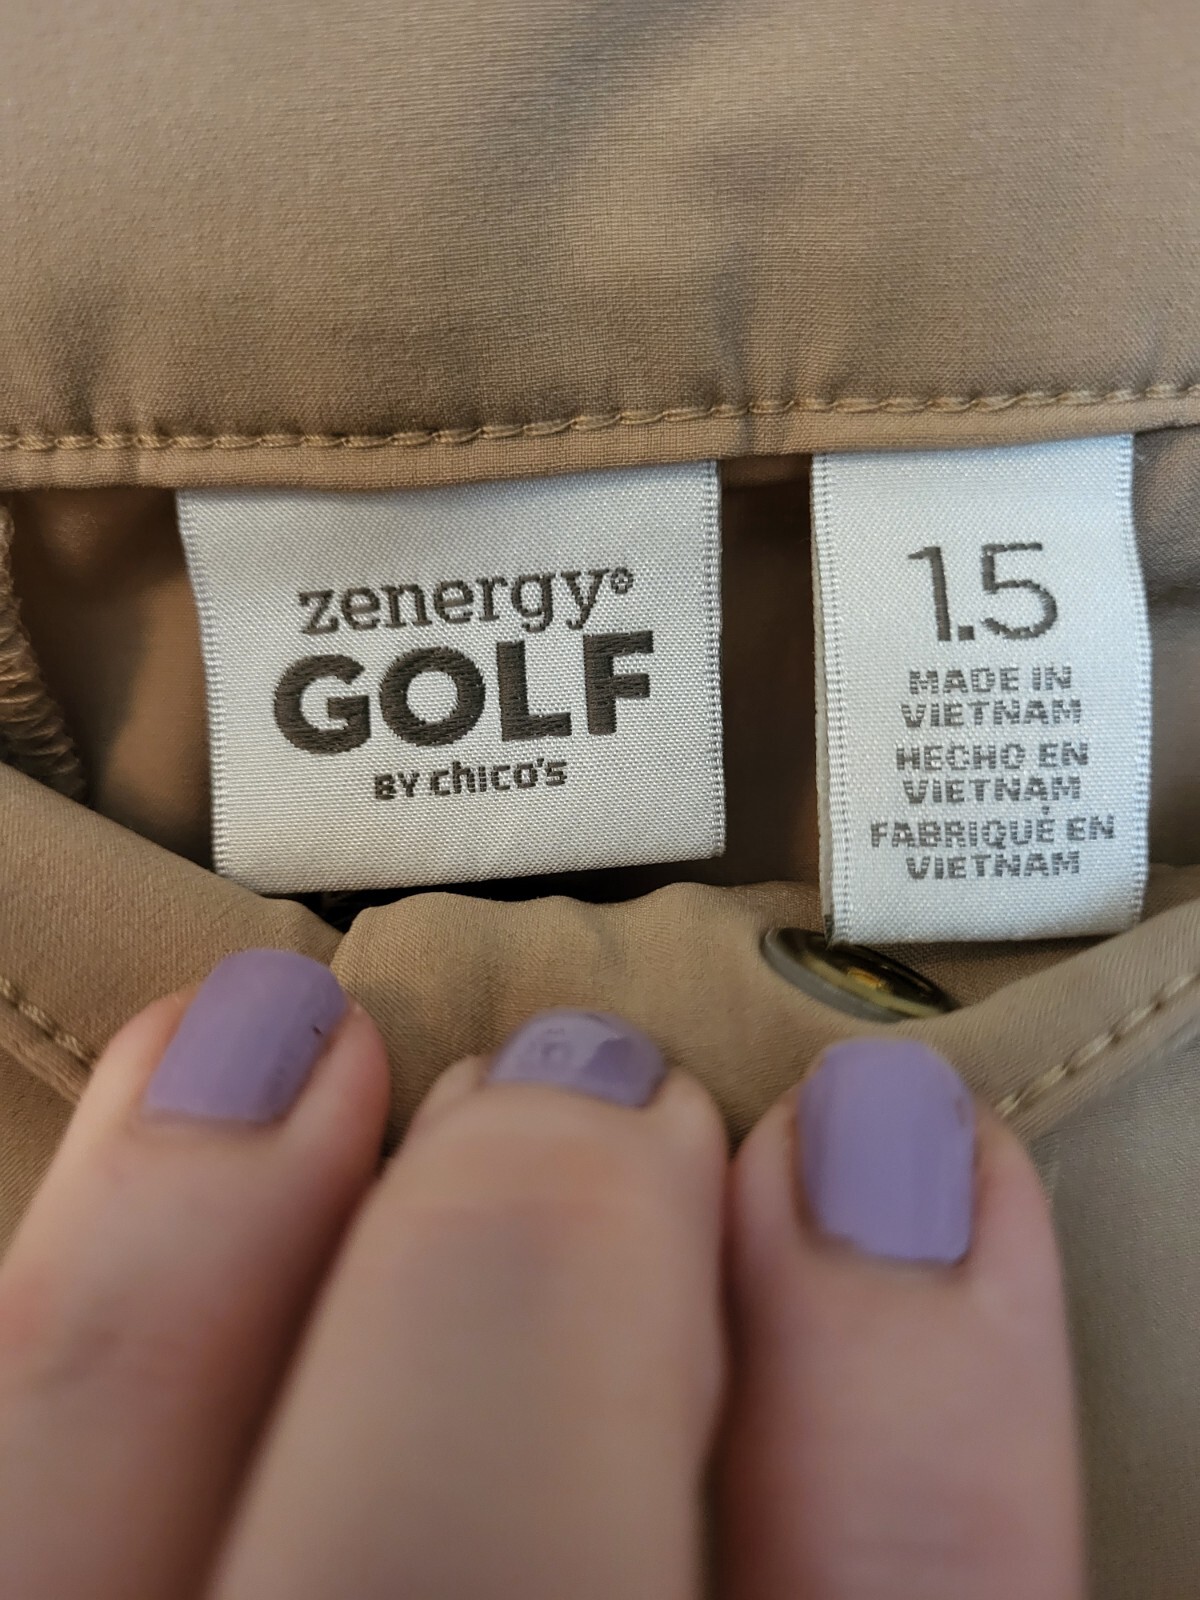 zenergy®
GOLF
BY chico's
1.5
MADE IN
VIETNAM
HECHO EN
VIETNAM
FABRIQUÉ EN
VIETNAM